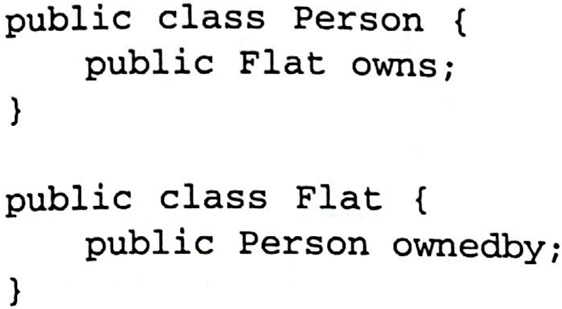 public class Person {
    public Flat owns;
}

public class Flat {
    public Person ownedby;
}